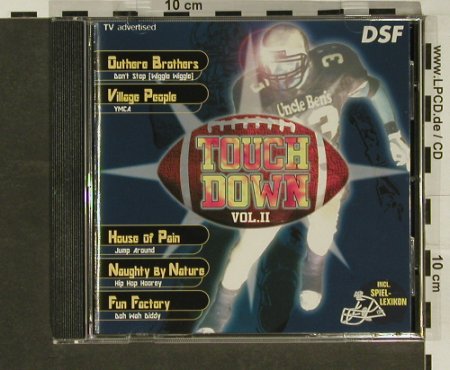 10 cm
TV advertised
DSF
Outhere Brothers
Don't Stop (Wiggle Wiggle)
Village People
YMCA
Uncle Ben's
3
3
TOUCH
DOWN
VOL.II
House of Pain
Jump Around
Naughty By Nature
Hip Hop Hooray
Fun Factory
Doh Wah Diddy
INCL.
SPIEL-
LEXIKON
www.LPCD.de / CD
10 cm